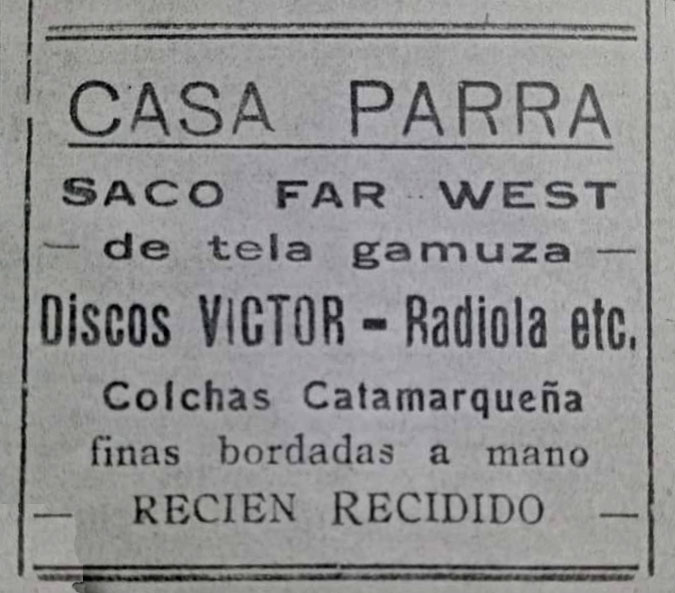 CASA PARRA
SACO FAR WEST
— de tela gamuza —
Discos VICTOR - Radiola etc.
Colchas Catamarqueña
finas bordadas a mano
— RECIEN RECIDIDO —